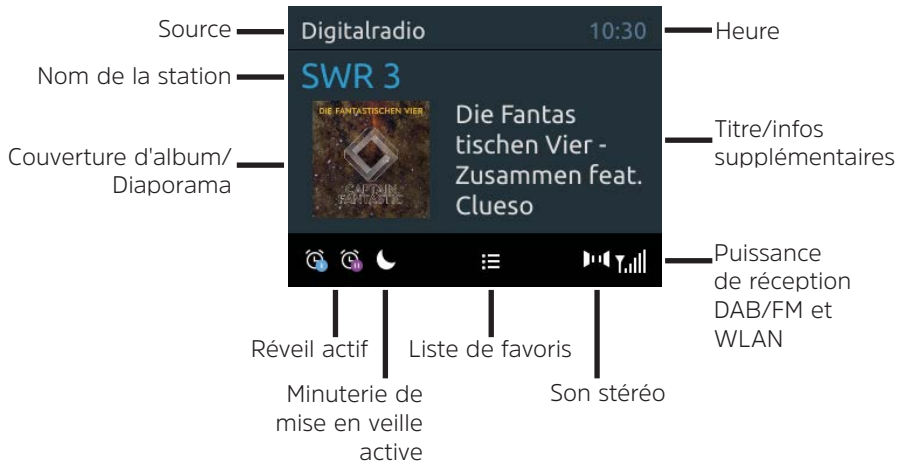 Source
Digitalradio
10:30
Heure
Nom de la station
SWR 3
DIE FANTASTISCHEN VIER
CAPTAIN
FANTASTIC
Couverture d'album/
Diaporama
Die Fantas
tischen Vier -
Zusammen feat.
Clueso
Titre/infos
supplémentaires
Puissance
de réception
DAB/FM et
WLAN
Réveil actif
Liste de favoris
Minuterie de
mise en veille
active
Son stéréo